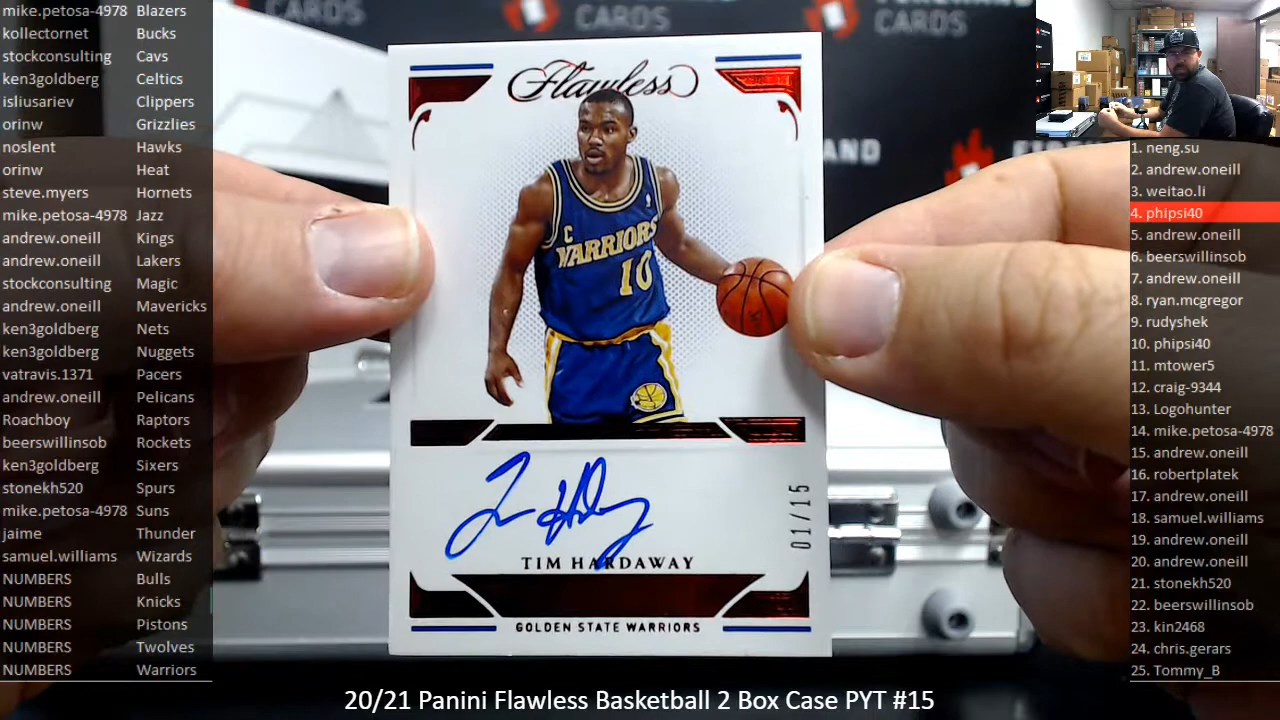 mike.petosa-4978 Blazers
kollectornet Bucks
stockconsulting Cavs
ken3goldberg Celtics
isliusariev Clippers
orinw Grizzlies
noslent Hawks
orinw Heat
steve.myers Hornets
mike.petosa-4978 Jazz
andrew.oneill Kings
andrew.oneill Lakers
stockconsulting Magic
andrew.oneill Mavericks
ken3goldberg Nets
ken3goldberg Nuggets
vatravis.1371 Pacers
andrew.oneill Pelicans
Roachboy Raptors
beerswillinsob Rockets
ken3goldberg Sixers
stonekh520 Spurs
mike.petosa-4978 Suns
jaime Thunder
samuel.williams Wizards
NUMBERS Bulls
NUMBERS Knicks
NUMBERS Pistons
NUMBERS Twolves
NUMBERS Warriors
CARDS
CARDS
Flawless
C
WARRIORS
10
Tim Hardaway
01/15
TIM HARDAWAY
GOLDEN STATE WARRIORS
1. neng.su
2. andrew.oneill
3. weitao.li
4. phipsi40
5. andrew.oneill
6. beerswillinsob
7. andrew.oneill
8. ryan.mcgregor
9. rudyshek
10. phipsi40
11. mtower5
12. craig-9344
13. Logohunter
14. mike.petosa-4978
15. andrew.oneill
16. robertplatek
17. andrew.oneill
18. samuel.williams
19. andrew.oneill
20. andrew.oneill
21. stonekh520
22. beerswillinsob
23. kin2468
24. chris.gerars
25. Tommy_B
20/21 Panini Flawless Basketball 2 Box Case PYT #15